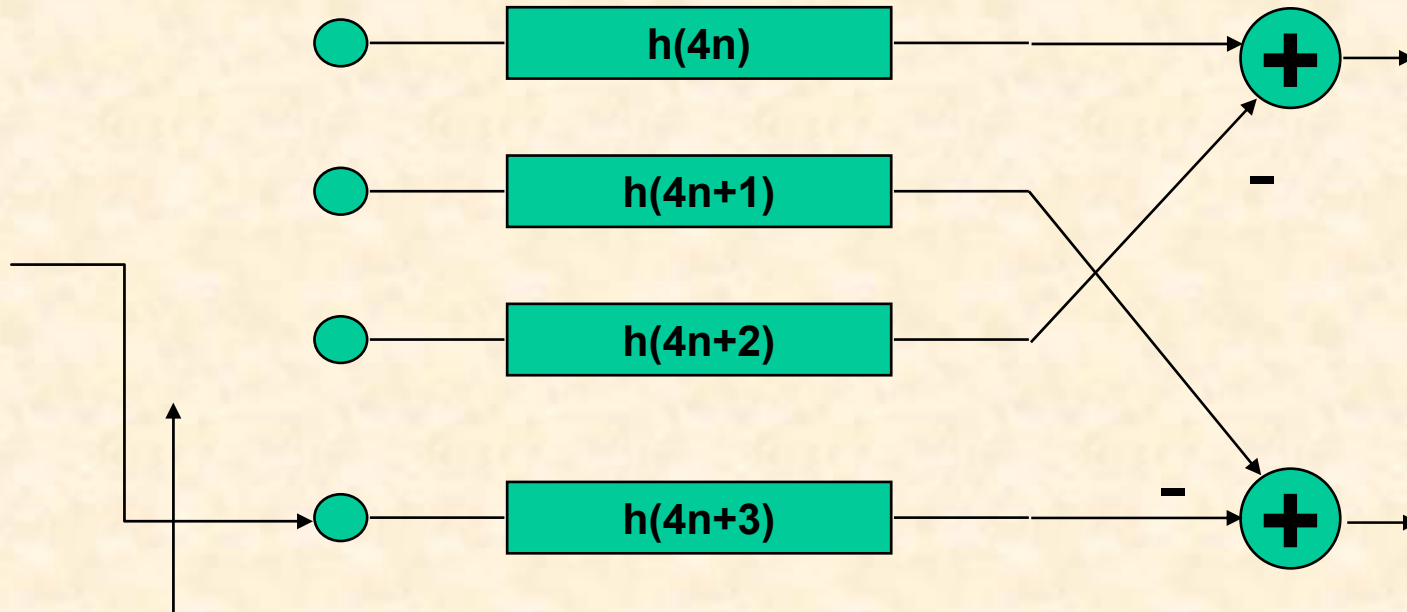 h(4n)
+
h(4n+1)
-
h(4n+2)
h(4n+3)
-
+